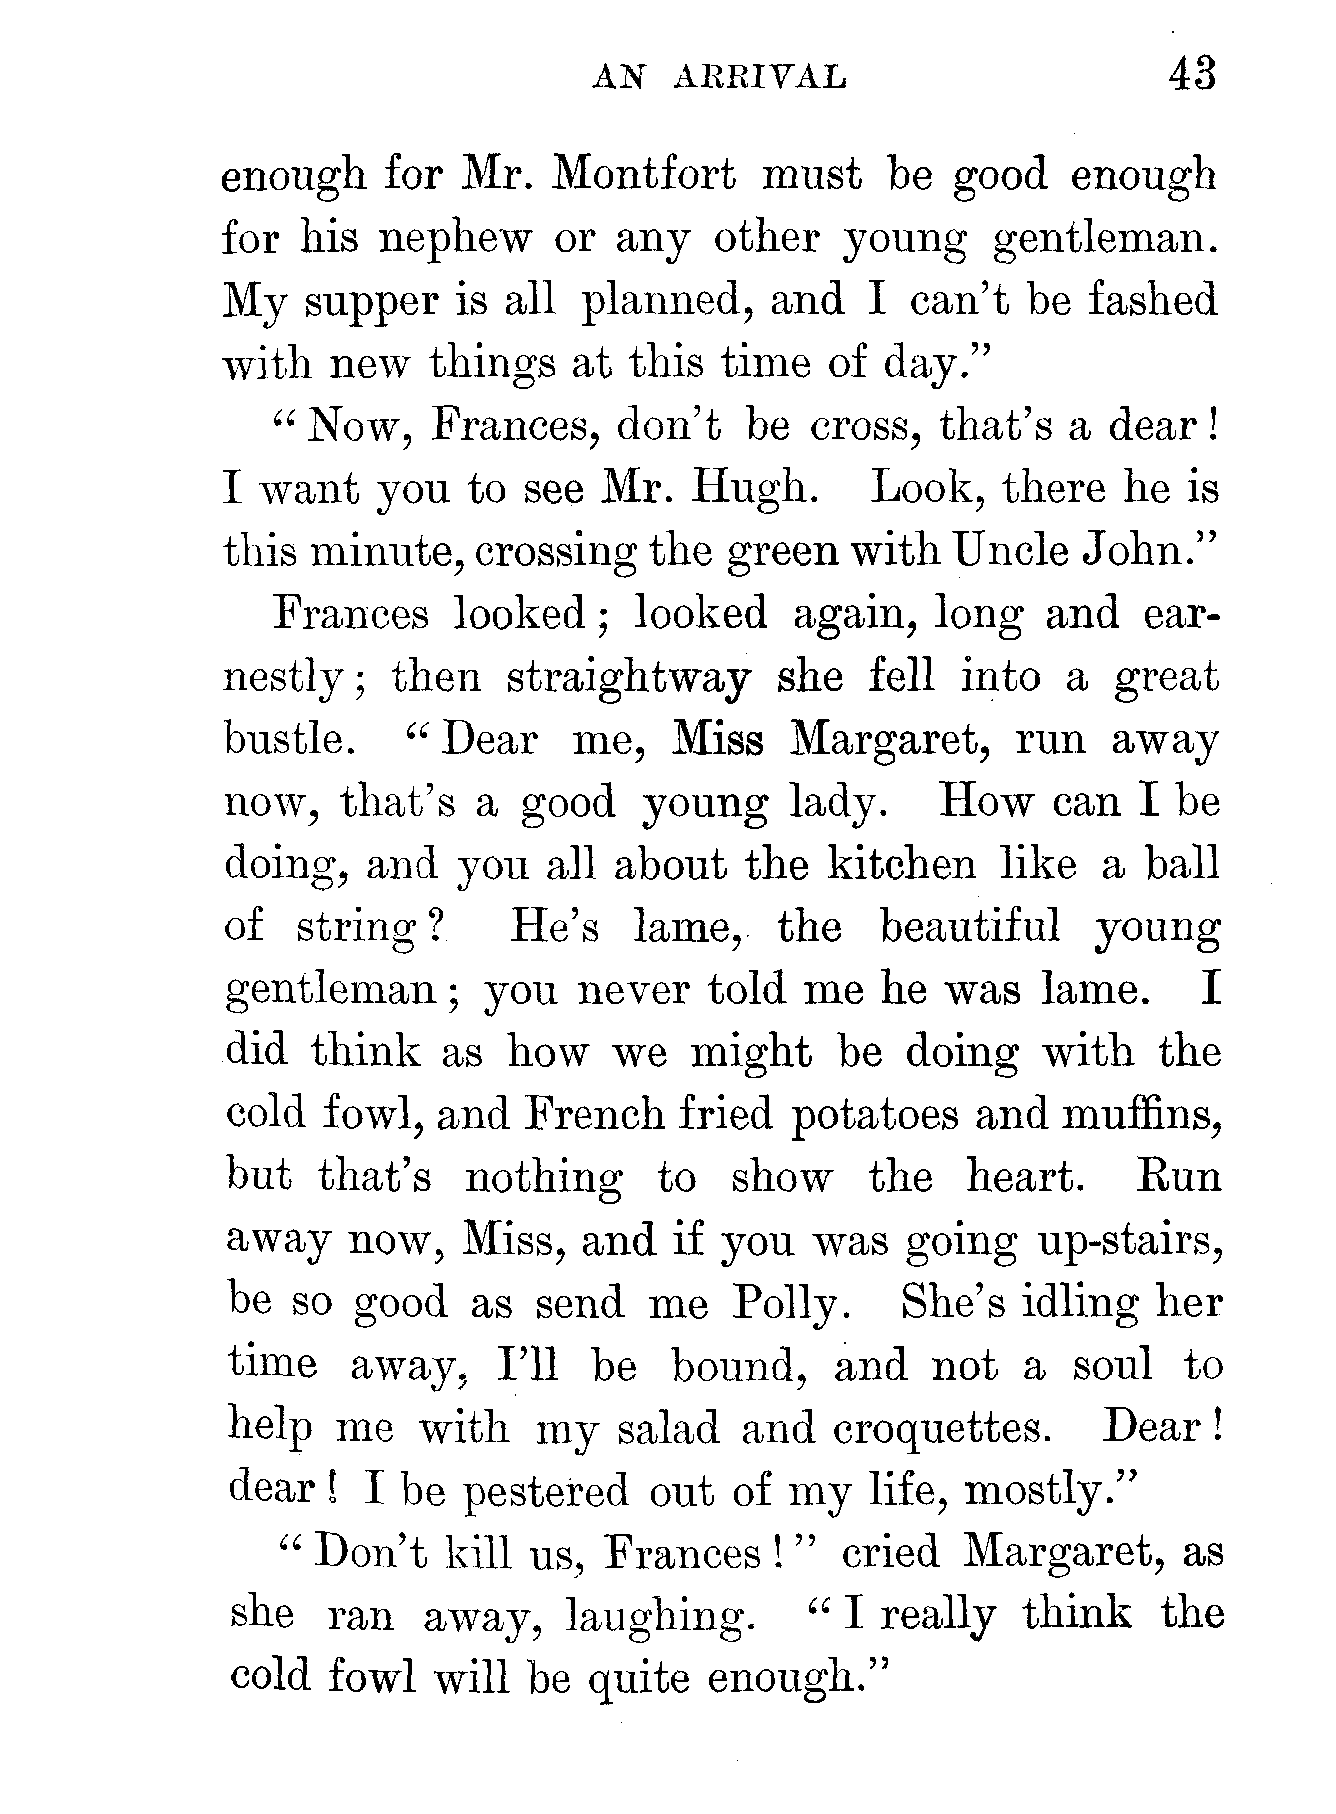 AN ARRIVAL 43
enough for Mr. Montfort must be good enough
for his nephew or any other young gentleman.
My supper is all planned, and I can't be fashed
with new things at this time of day."
"Now, Frances, don't be cross, that's a dear!
I want you to see Mr. Hugh. Look, there he is
this minute, crossing the green with Uncle John."
Frances looked; looked again, long and ear-
nestly; then straightway she fell into a great
bustle. "Dear me, Miss Margaret, run away
now, that's a good young lady. How can I be
doing, and you all about the kitchen like a ball
of string? He's lame, the beautiful young
gentleman; you never told me he was lame. I
did think as how we might be doing with the
cold fowl, and French fried potatoes and muffins,
but that's nothing to show the heart. Run
away now, Miss, and if you was going up-stairs,
be so good as send me Polly. She's idling her
time away, I'll be bound, and not a soul to
help me with my salad and croquettes. Dear!
dear! I be pestered out of my life, mostly."
"Don't kill us, Frances!" cried Margaret, as
she ran away, laughing. "I really think the
cold fowl will be quite enough."